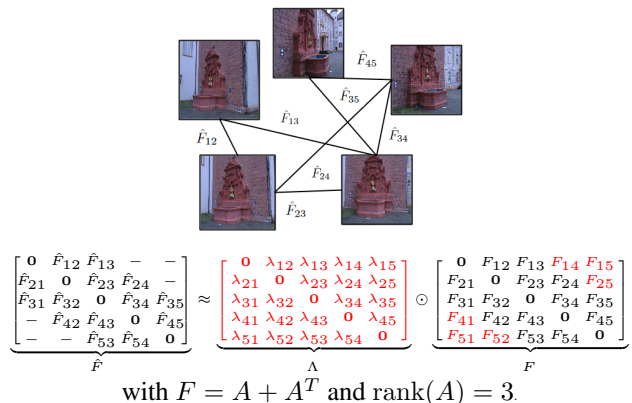 F̂45
F̂35
F̂13
F̂12
F̂34
F̂24
F̂23
[0 F̂12 F̂13 − −] ≈ [0 λ12 λ13 λ14 λ15] ⊙ [0 F12 F13 F14 F15]
[F̂21 0 F̂23 F̂24 −] [λ21 0 λ23 λ24 λ25] [F21 0 F23 F24 F25]
[F̂31 F̂32 0 F̂34 F̂35] [λ31 λ32 0 λ34 λ35] [F31 F32 0 F34 F35]
[− F̂42 F̂43 0 F̂45] [λ41 λ42 λ43 0 λ45] [F41 F42 F43 0 F45]
[− − F̂53 F̂54 0] [λ51 λ52 λ53 λ54 0] [F51 F52 F53 F54 0]
F̂ Λ F
with F = A + A^T and rank(A) = 3.